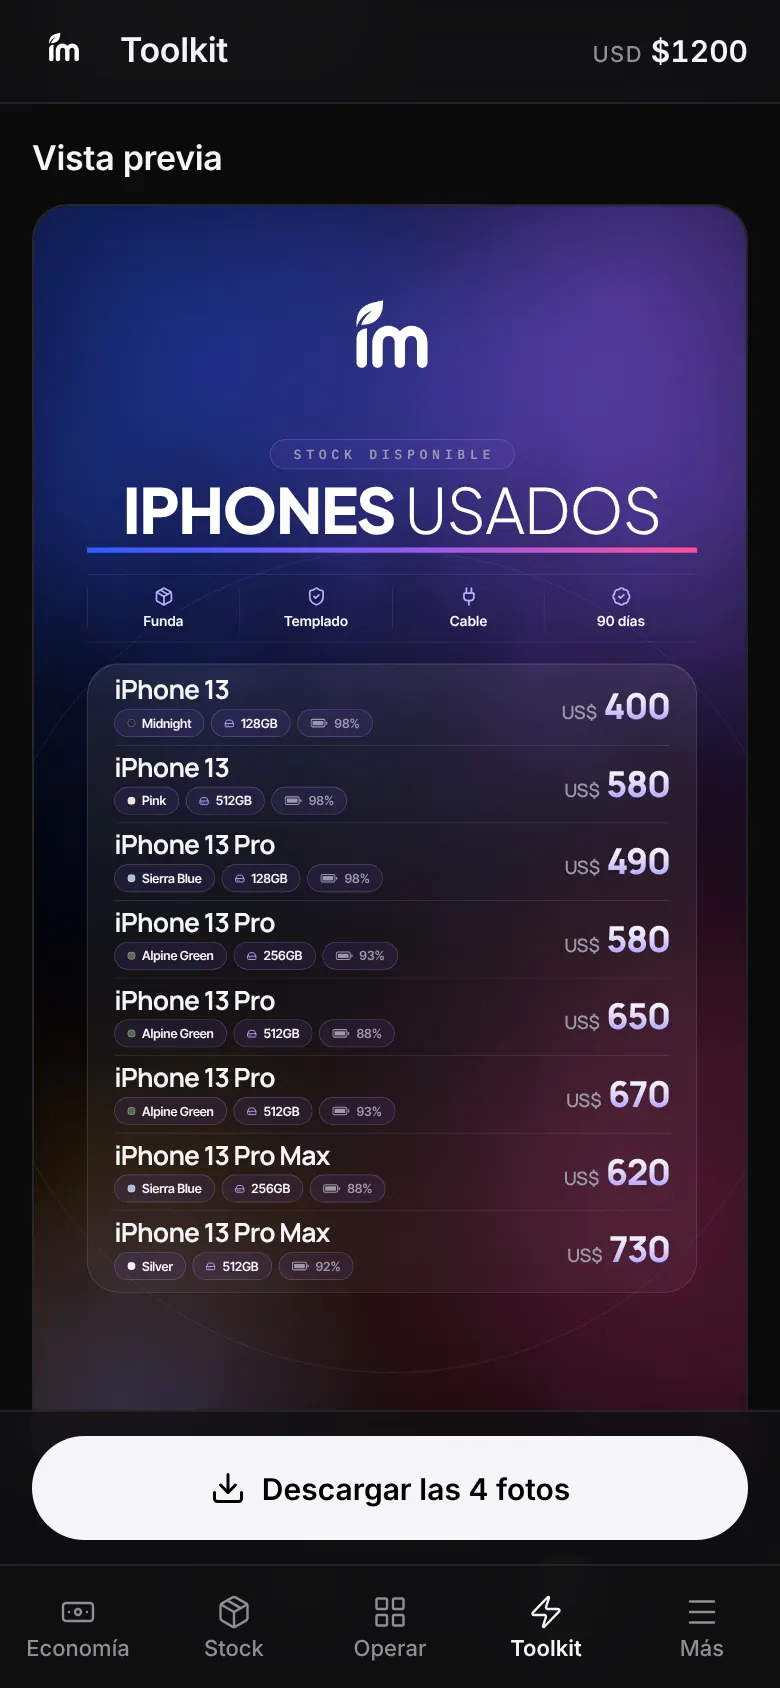 im Toolkit USD $1200
Vista previa
im
STOCK DISPONIBLE
IPHONES USADOS
Funda Templado Cable 90 días
iPhone 13
Midnight 128GB 98% US$ 400
iPhone 13
Pink 512GB 98% US$ 580
iPhone 13 Pro
Sierra Blue 128GB 98% US$ 490
iPhone 13 Pro
Alpine Green 256GB 93% US$ 580
iPhone 13 Pro
Alpine Green 512GB 88% US$ 650
iPhone 13 Pro
Alpine Green 512GB 93% US$ 670
iPhone 13 Pro Max
Sierra Blue 256GB 88% US$ 620
iPhone 13 Pro Max
Silver 512GB 92% US$ 730
Descargar las 4 fotos
Economía Stock Operar Toolkit Más